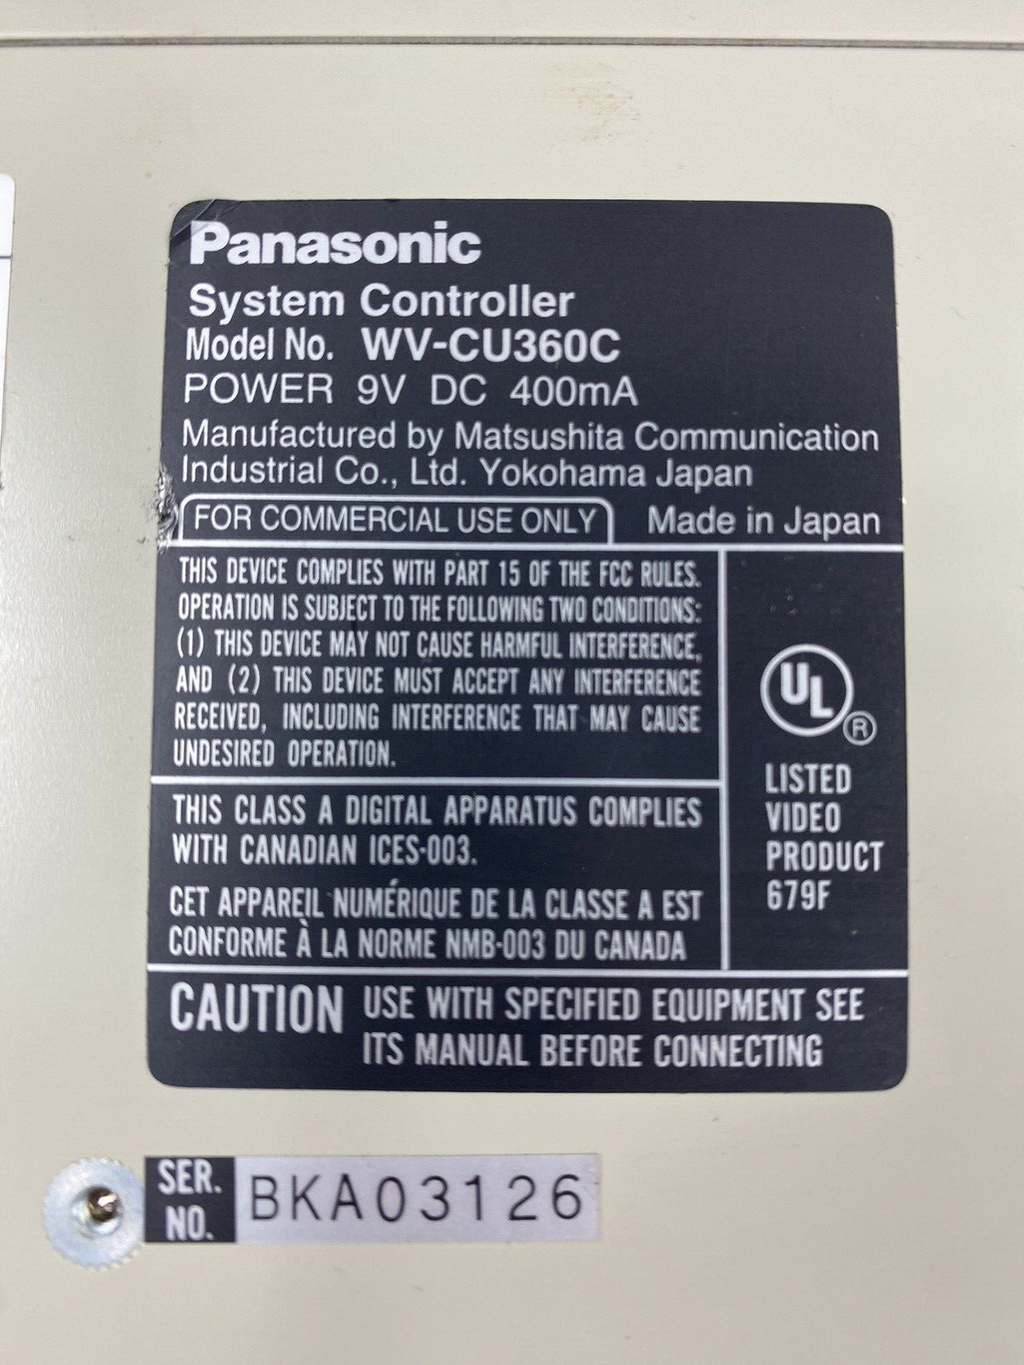 Panasonic
System Controller
Model No. WV-CU360C
POWER 9V DC 400mA
Manufactured by Matsushita Communication
Industrial Co., Ltd. Yokohama Japan
FOR COMMERCIAL USE ONLY
Made in Japan
THIS DEVICE COMPLIES WITH PART 15 OF THE FCC RULES.
OPERATION IS SUBJECT TO THE FOLLOWING TWO CONDITIONS:
(1) THIS DEVICE MAY NOT CAUSE HARMFUL INTERFERENCE,
AND (2) THIS DEVICE MUST ACCEPT ANY INTERFERENCE
RECEIVED, INCLUDING INTERFERENCE THAT MAY CAUSE
UNDESIRED OPERATION.
THIS CLASS A DIGITAL APPARATUS COMPLIES
WITH CANADIAN ICES-003.
CET APPAREIL NUMÉRIQUE DE LA CLASSE A EST
CONFORME À LA NORME NMB-003 DU CANADA
UL ®
LISTED
VIDEO
PRODUCT
679F
CAUTION USE WITH SPECIFIED EQUIPMENT SEE
ITS MANUAL BEFORE CONNECTING
SER.
NO.
BKA03126